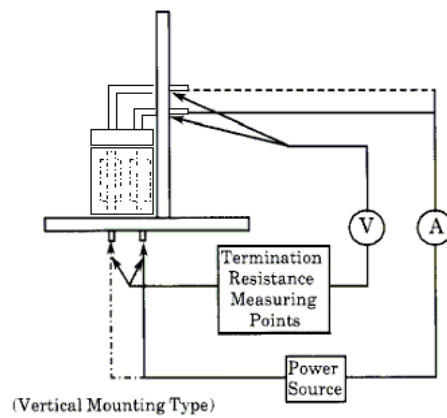 V
A
Termination
Resistance
Measuring
Points
Power
Source
(Vertical Mounting Type)